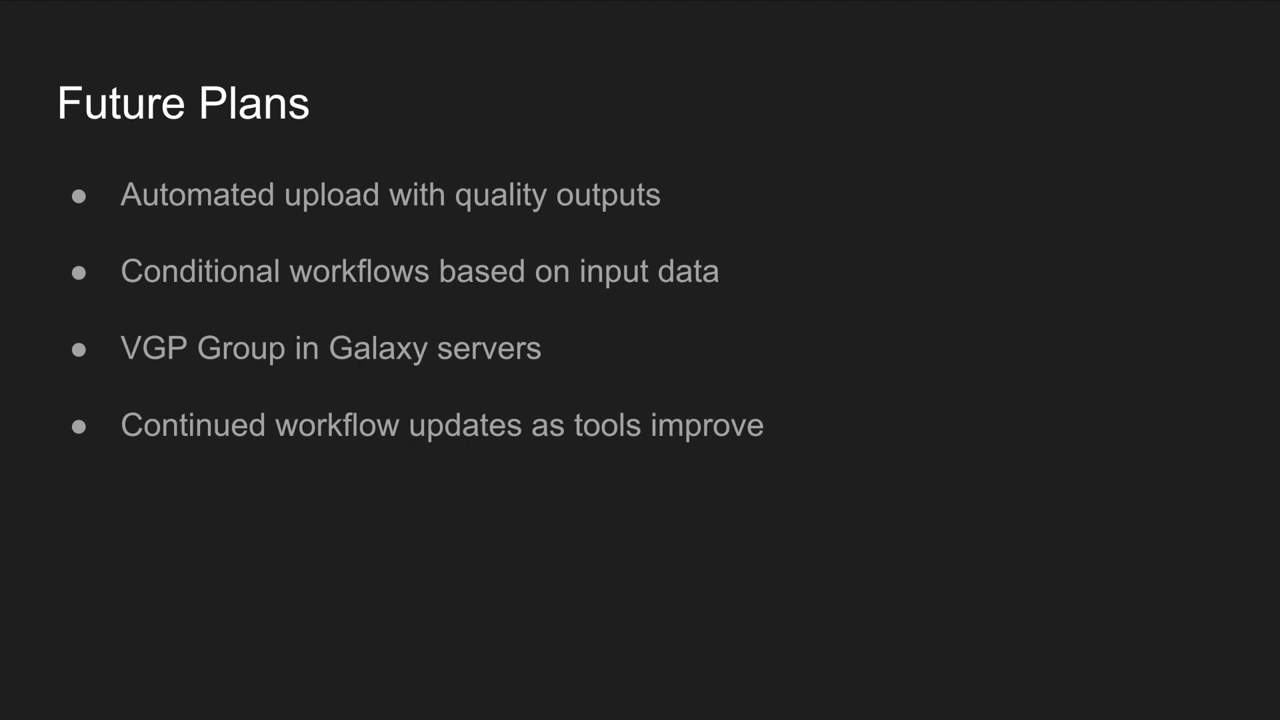 Future Plans
● Automated upload with quality outputs
● Conditional workflows based on input data
● VGP Group in Galaxy servers
● Continued workflow updates as tools improve